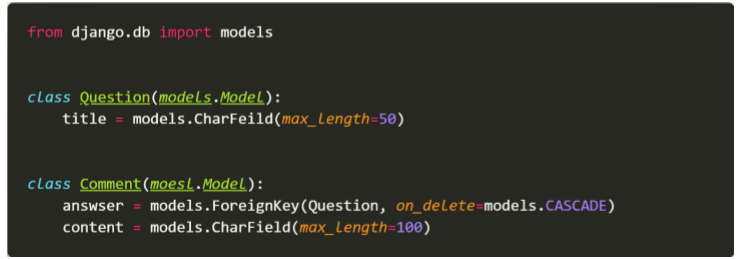 from django.db import models
class Question(models.Model):
    title = models.CharFeild(max_length=50)
class Comment(moesl.Model):
    answser = models.ForeignKey(Question, on_delete=models.CASCADE)
    content = models.CharField(max_length=100)